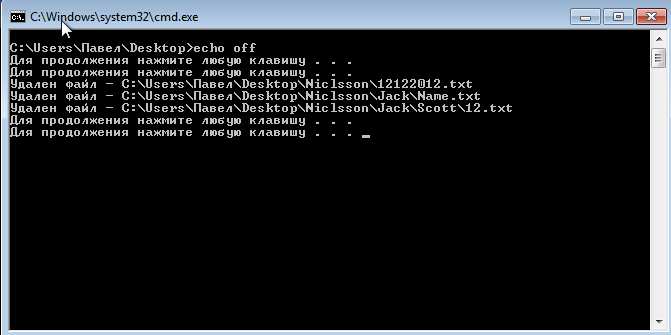 C:\Windows\system32\cmd.exe
C:\Users\Павел\Desktop>echo off
Для продолжения нажмите любую клавишу . . .
Для продолжения нажмите любую клавишу . . .
Удален файл - C:\Users\Павел\Desktop\Niclsson\12122012.txt
Удален файл - C:\Users\Павел\Desktop\Niclsson\Jack\Name.txt
Удален файл - C:\Users\Павел\Desktop\Niclsson\Jack\Scott\12.txt
Для продолжения нажмите любую клавишу . . .
Для продолжения нажмите любую клавишу . . . _